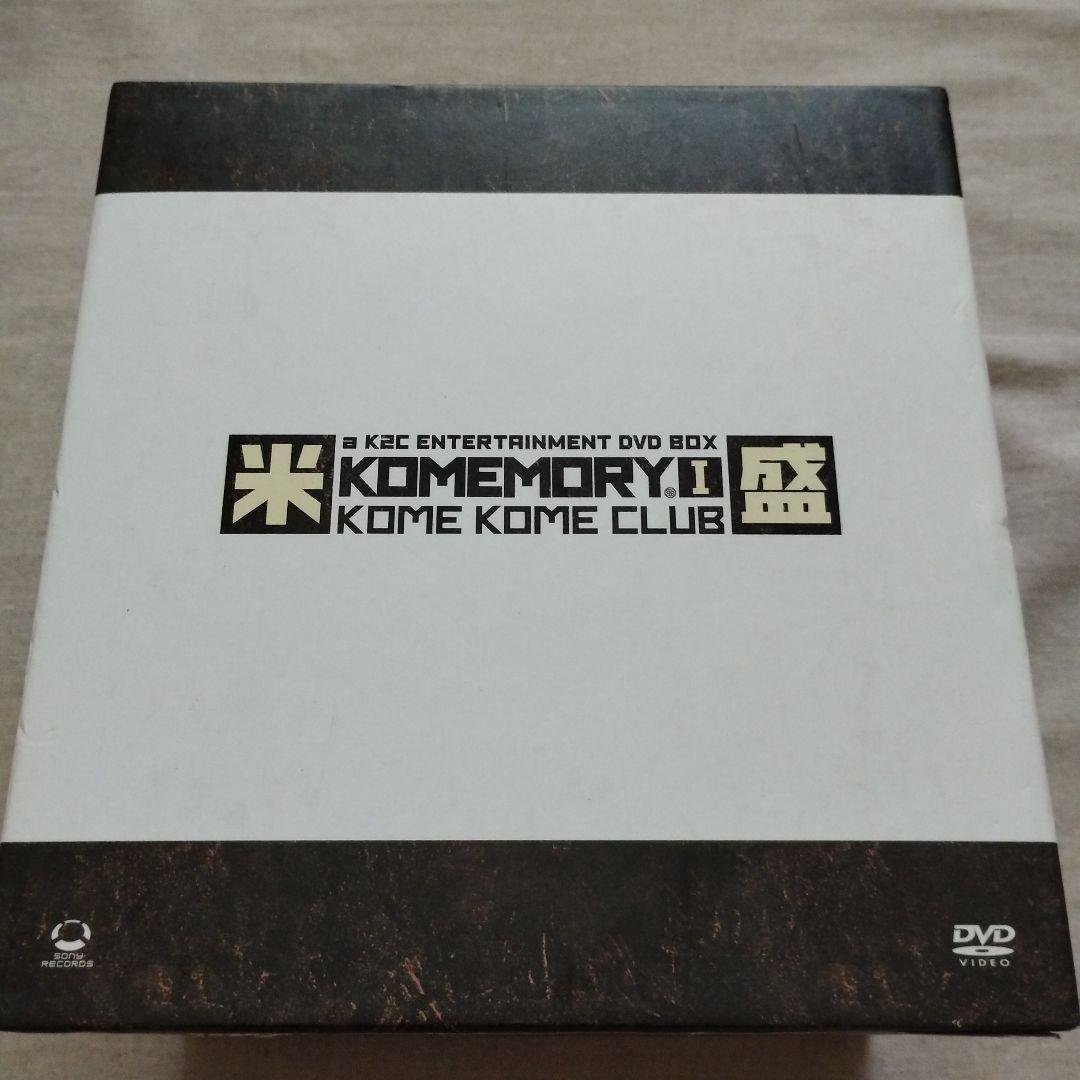 米
a K2C ENTERTAINMENT DVD BOX
KOMEMORY® I
KOME KOME CLUB
盛
SONY RECORDS
DVD
VIDEO